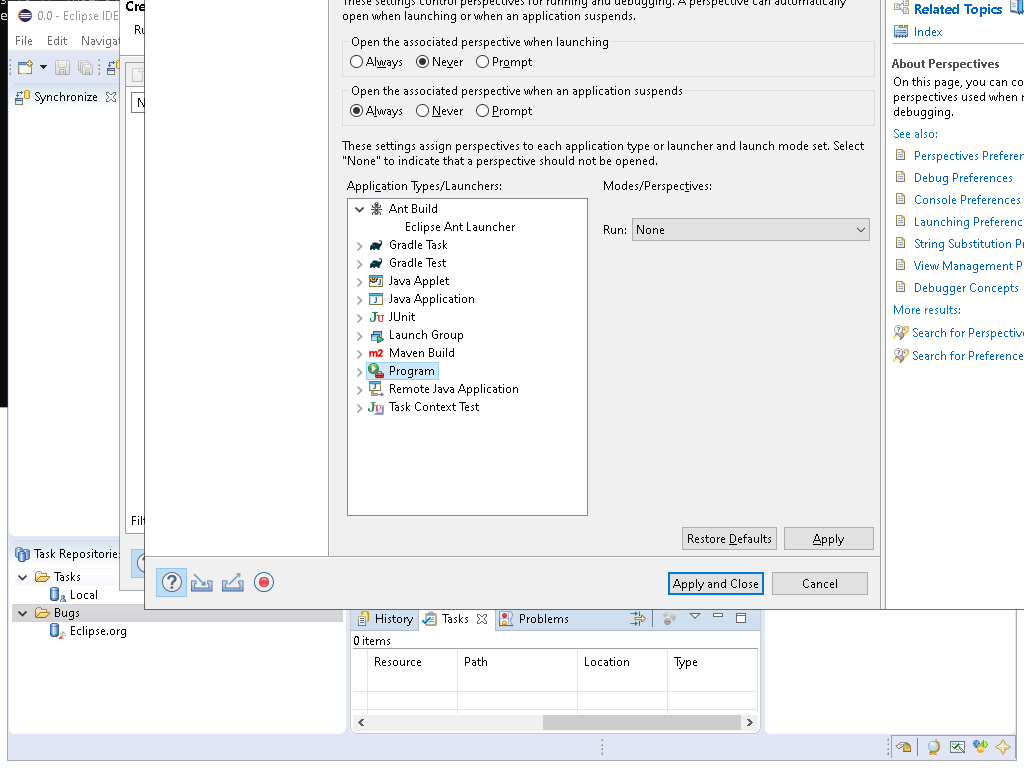 These settings control perspectives for running and debugging. A perspective can automatically
open when launching or when an application suspends.
Open the associated perspective when launching
Always Never Prompt
Open the associated perspective when an application suspends
Always Never Prompt
These settings assign perspectives to each application type or launcher and launch mode set. Select
"None" to indicate that a perspective should not be opened.
Application Types/Launchers:
Modes/Perspectives:
Ant Build
Eclipse Ant Launcher
Gradle Task
Gradle Test
Java Applet
Java Application
JUnit
Launch Group
Maven Build
Program
Remote Java Application
Task Context Test
Run: None
Restore Defaults
Apply
Apply and Close
Cancel
Related Topics
Index
About Perspectives
On this page, you can co
perspectives used when r
debugging.
See also:
Perspectives Preferen
Debug Preferences
Console Preferences
Launching Preferenc
String Substitution P
View Management P
Debugger Concepts
More results:
Search for Perspectiv
Search for Preference
0.0 - Eclipse IDE
File Edit Navigat
Synchronize
Cre
Ru
N
Filt
Task Repositories
Tasks
Local
Bugs
Eclipse.org
History
Tasks
Problems
0 items
Resource Path Location Type